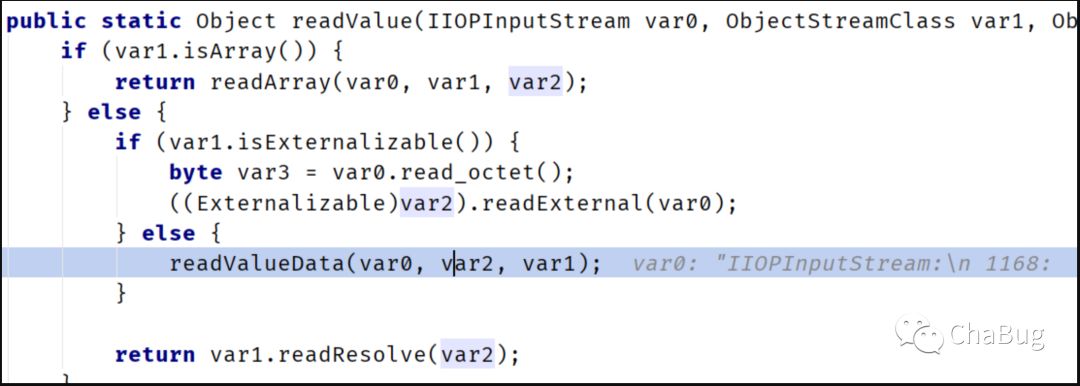 public static Object readValue(IIOPInputStream var0, ObjectStreamClass var1, Ob
if (var1.isArray()) {
return readArray(var0, var1, var2);
} else {
if (var1.isExternalizable()) {
byte var3 = var0.read_octet();
((Externalizable)var2).readExternal(var0);
} else {
readValueData(var0, var2, var1); var0: "IIOPInputStream:\n 1168:
}
return var1.readResolve(var2);
ChaBug